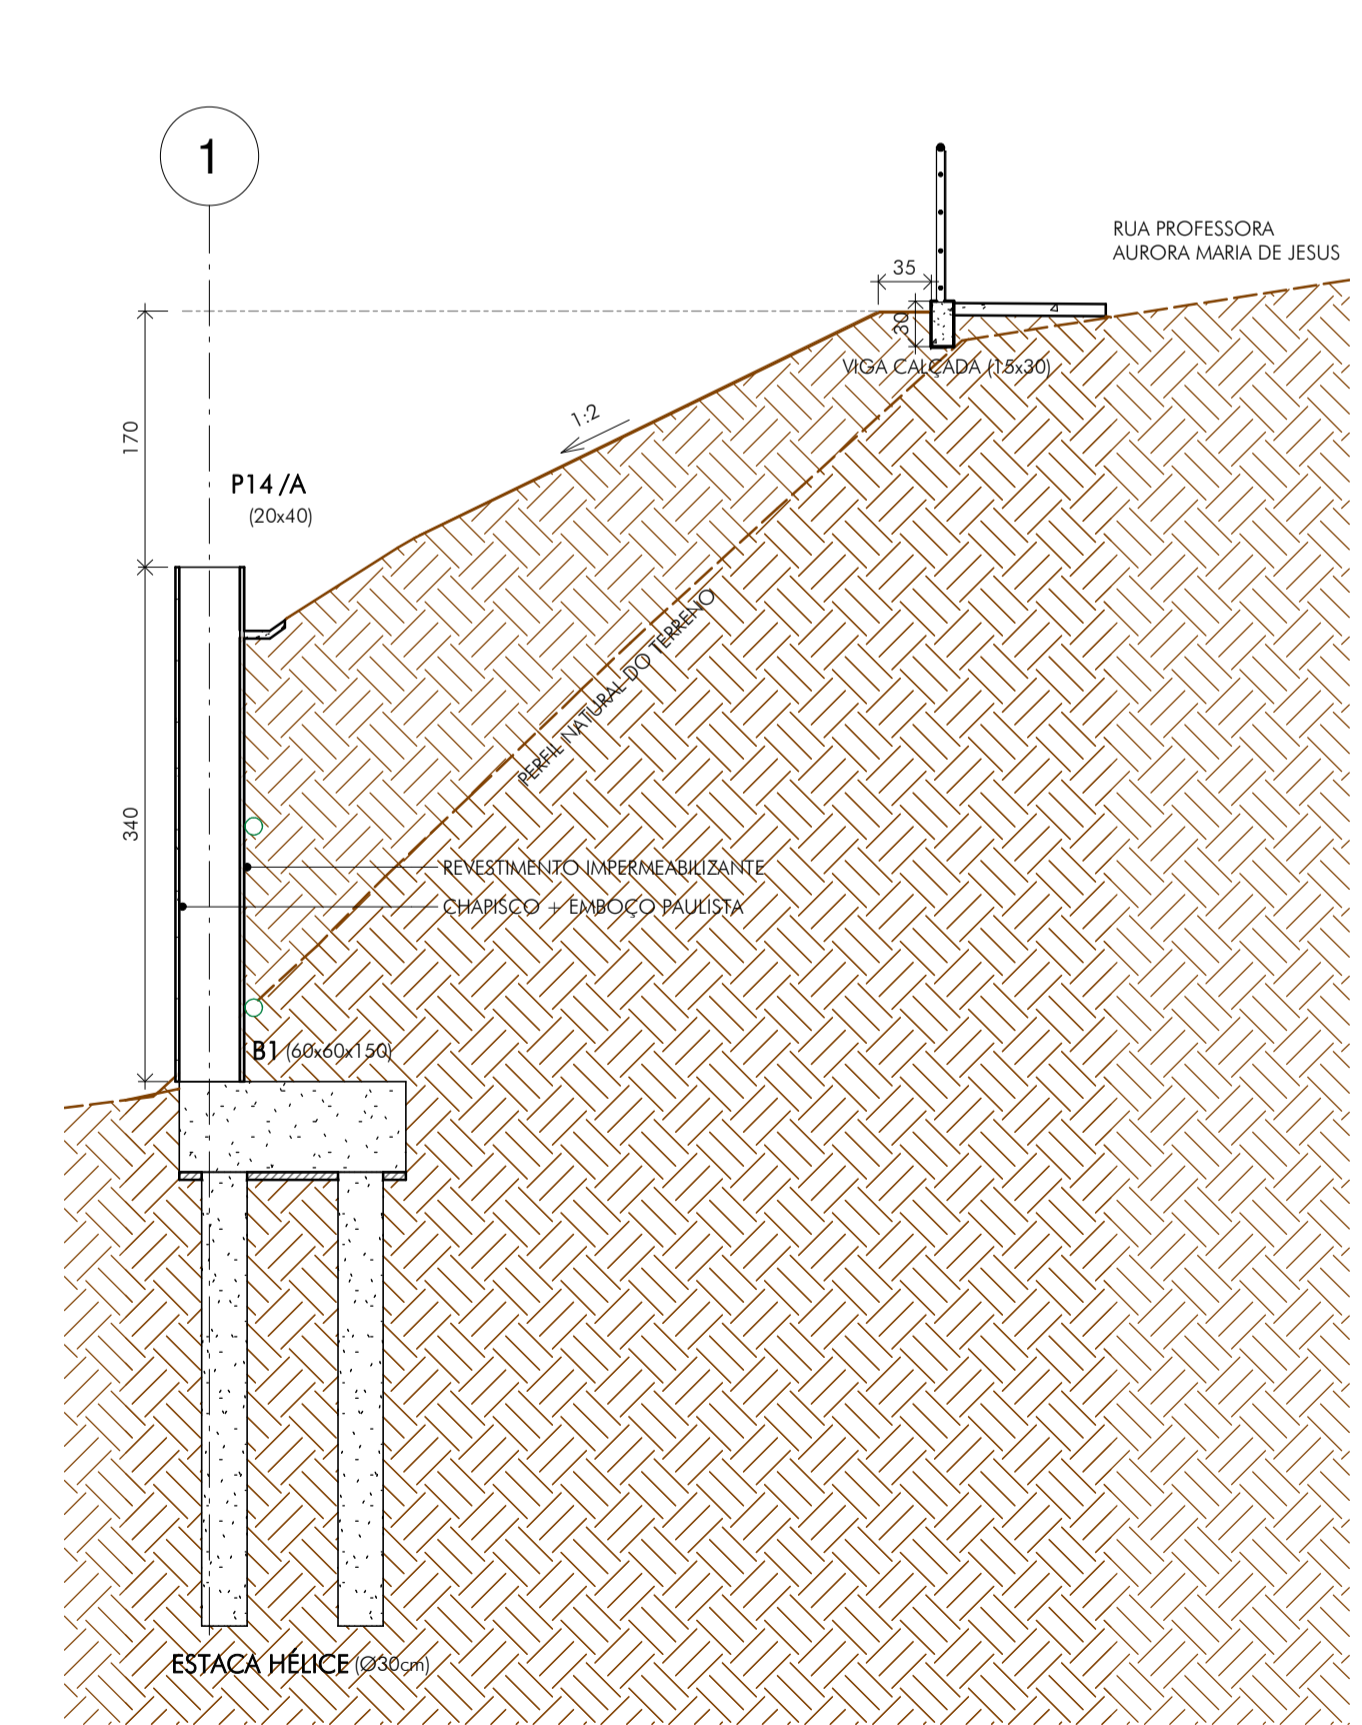 1
RUA PROFESSORA
AURORA MARIA DE JESUS
35
30
VIGA CALÇADA (15x30)
1:2
170
P14/A
(20x40)
PERFIL NATURAL DO TERRENO
340
REVESTIMENTO IMPERMEABILIZANTE
CHAPISCO + EMBOÇO PAULISTA
B1 (60x60x150)
ESTACA HÉLICE (Ø30cm)